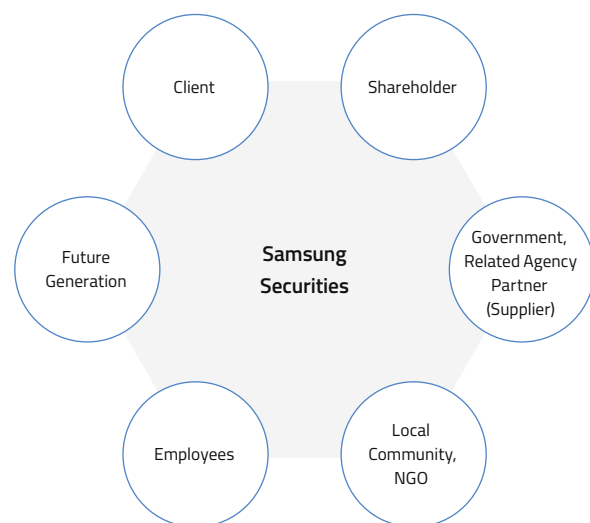 Client
Shareholder
Future
Generation
Samsung
Securities
Government,
Related Agency
Partner
(Supplier)
Employees
Local
Community,
NGO